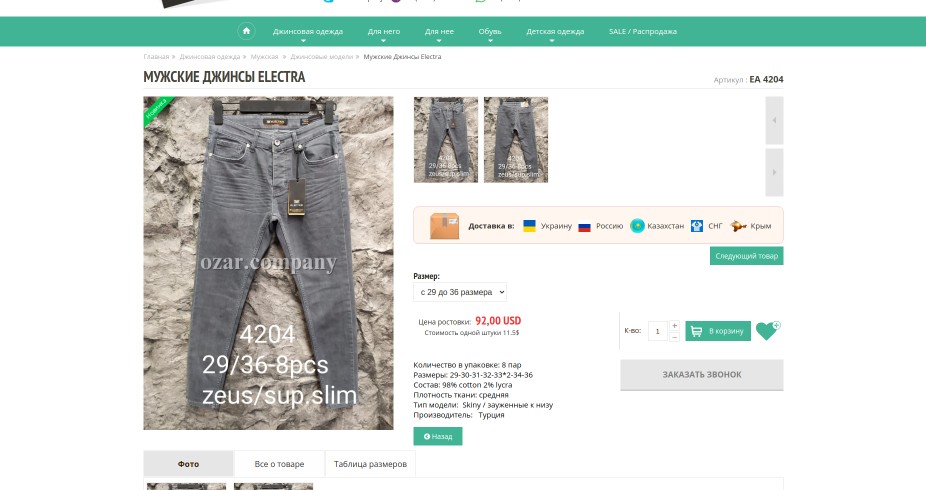 Джинсовая одежда Для него Для нее Обувь Детская одежда SALE / Распродажа
Главная » Джинсовая одежда » Мужская » Джинсовые модели » Мужские Джинсы Electra
МУЖСКИЕ ДЖИНСЫ ELECTRA
Артикул : EA 4204
Новинка
ozar.company
4204
29/36-8pcs
zeus/sup,slim
4204
29/36-8pcs
zeus/sup,slim
4204
29/36-8pcs
zeus/sup,slim
Доставка в: Украину Россию Казахстан СНГ Крым
Следующий товар
Размер:
с 29 до 36 размера
Цена ростовки: 92,00 USD
Стоимость одной штуки 11.5$
К-во: 1 + – В корзину
ЗАКАЗАТЬ ЗВОНОК
Количество в упаковке: 8 пар
Размеры: 29-30-31-32-33*2-34-36
Состав: 98% cotton 2% lycra
Плотность ткани: средняя
Тип модели: Skiny / зауженные к низу
Производитель: Турция
Назад
Фото Все о товаре Таблица размеров